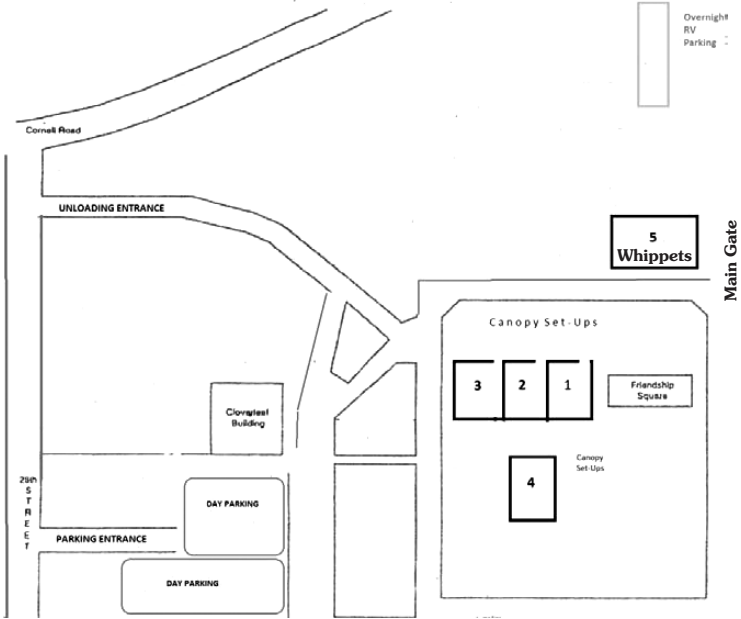 Overnight
RV
Parking
Cornell Road
UNLOADING ENTRANCE
5
Whippets
Main Gate
Canopy Set-Ups
3
2
1
Friendship
Square
Cloverleaf
Building
Canopy
Set-Ups
4
29th
STREET
DAY PARKING
PARKING ENTRANCE
DAY PARKING